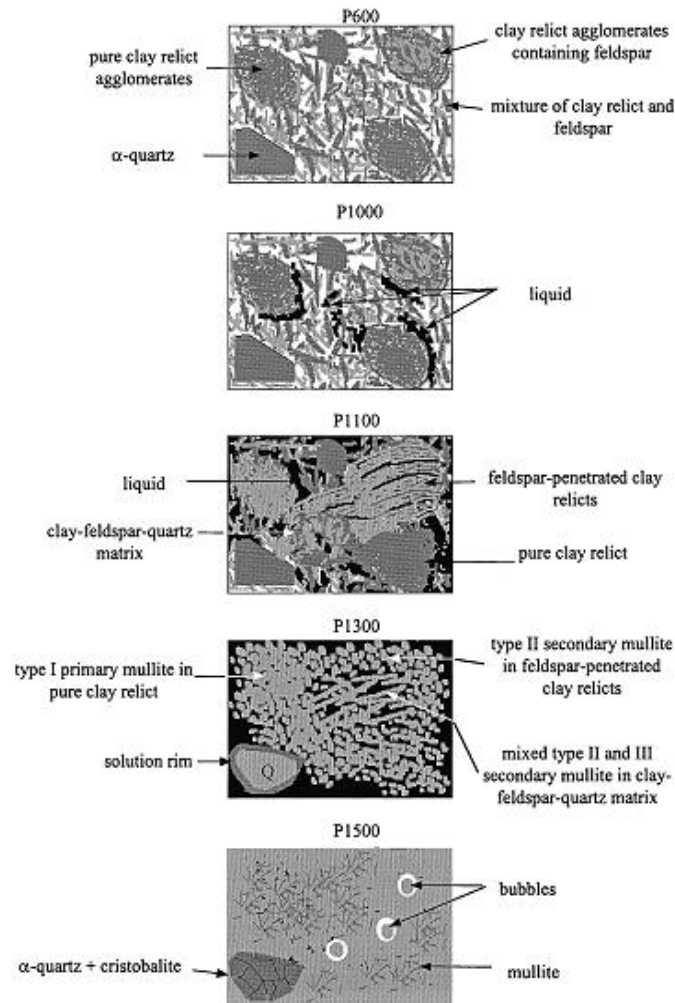 P600
pure clay relict
agglomerates
clay relict agglomerates
containing feldspar
mixture of clay relict and
feldspar
α-quartz
P1000
liquid
P1100
liquid
clay-feldspar-quartz
matrix
feldspar-penetrated clay
relicts
pure clay relict
P1300
type I primary mullite in
pure clay relict
type II secondary mullite
in feldspar-penetrated
clay relicts
solution rim
Q
mixed type II and III
secondary mullite in clay-
feldspar-quartz matrix
P1500
bubbles
α-quartz + cristobalite
mullite